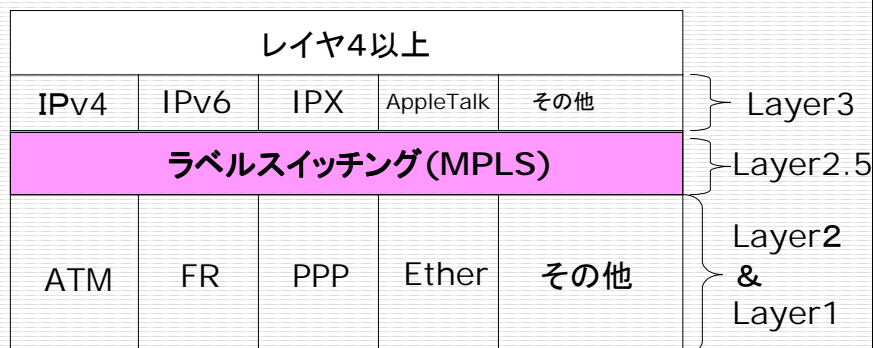 レイヤ4以上
IPv4 IPv6 IPX AppleTalk その他 Layer3
ラベルスイッチング(MPLS) Layer2.5
ATM FR PPP Ether その他 Layer2
&
Layer1